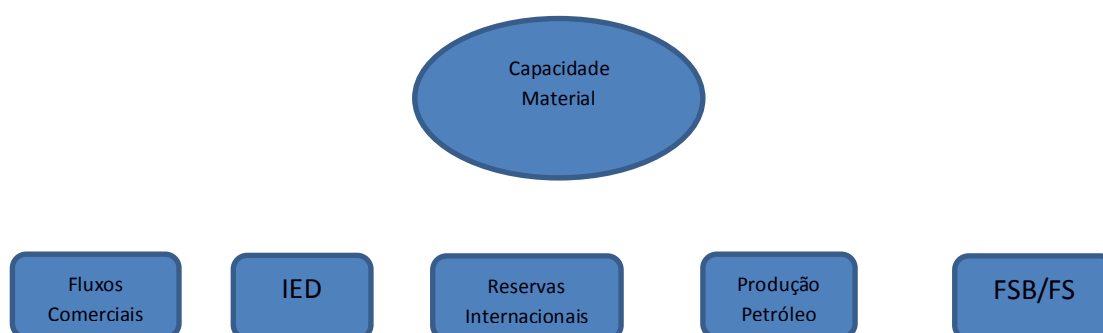 Capacidade
Material
Fluxos
Comerciais
IED
Reservas
Internacionais
Produção
Petróleo
FSB/FS